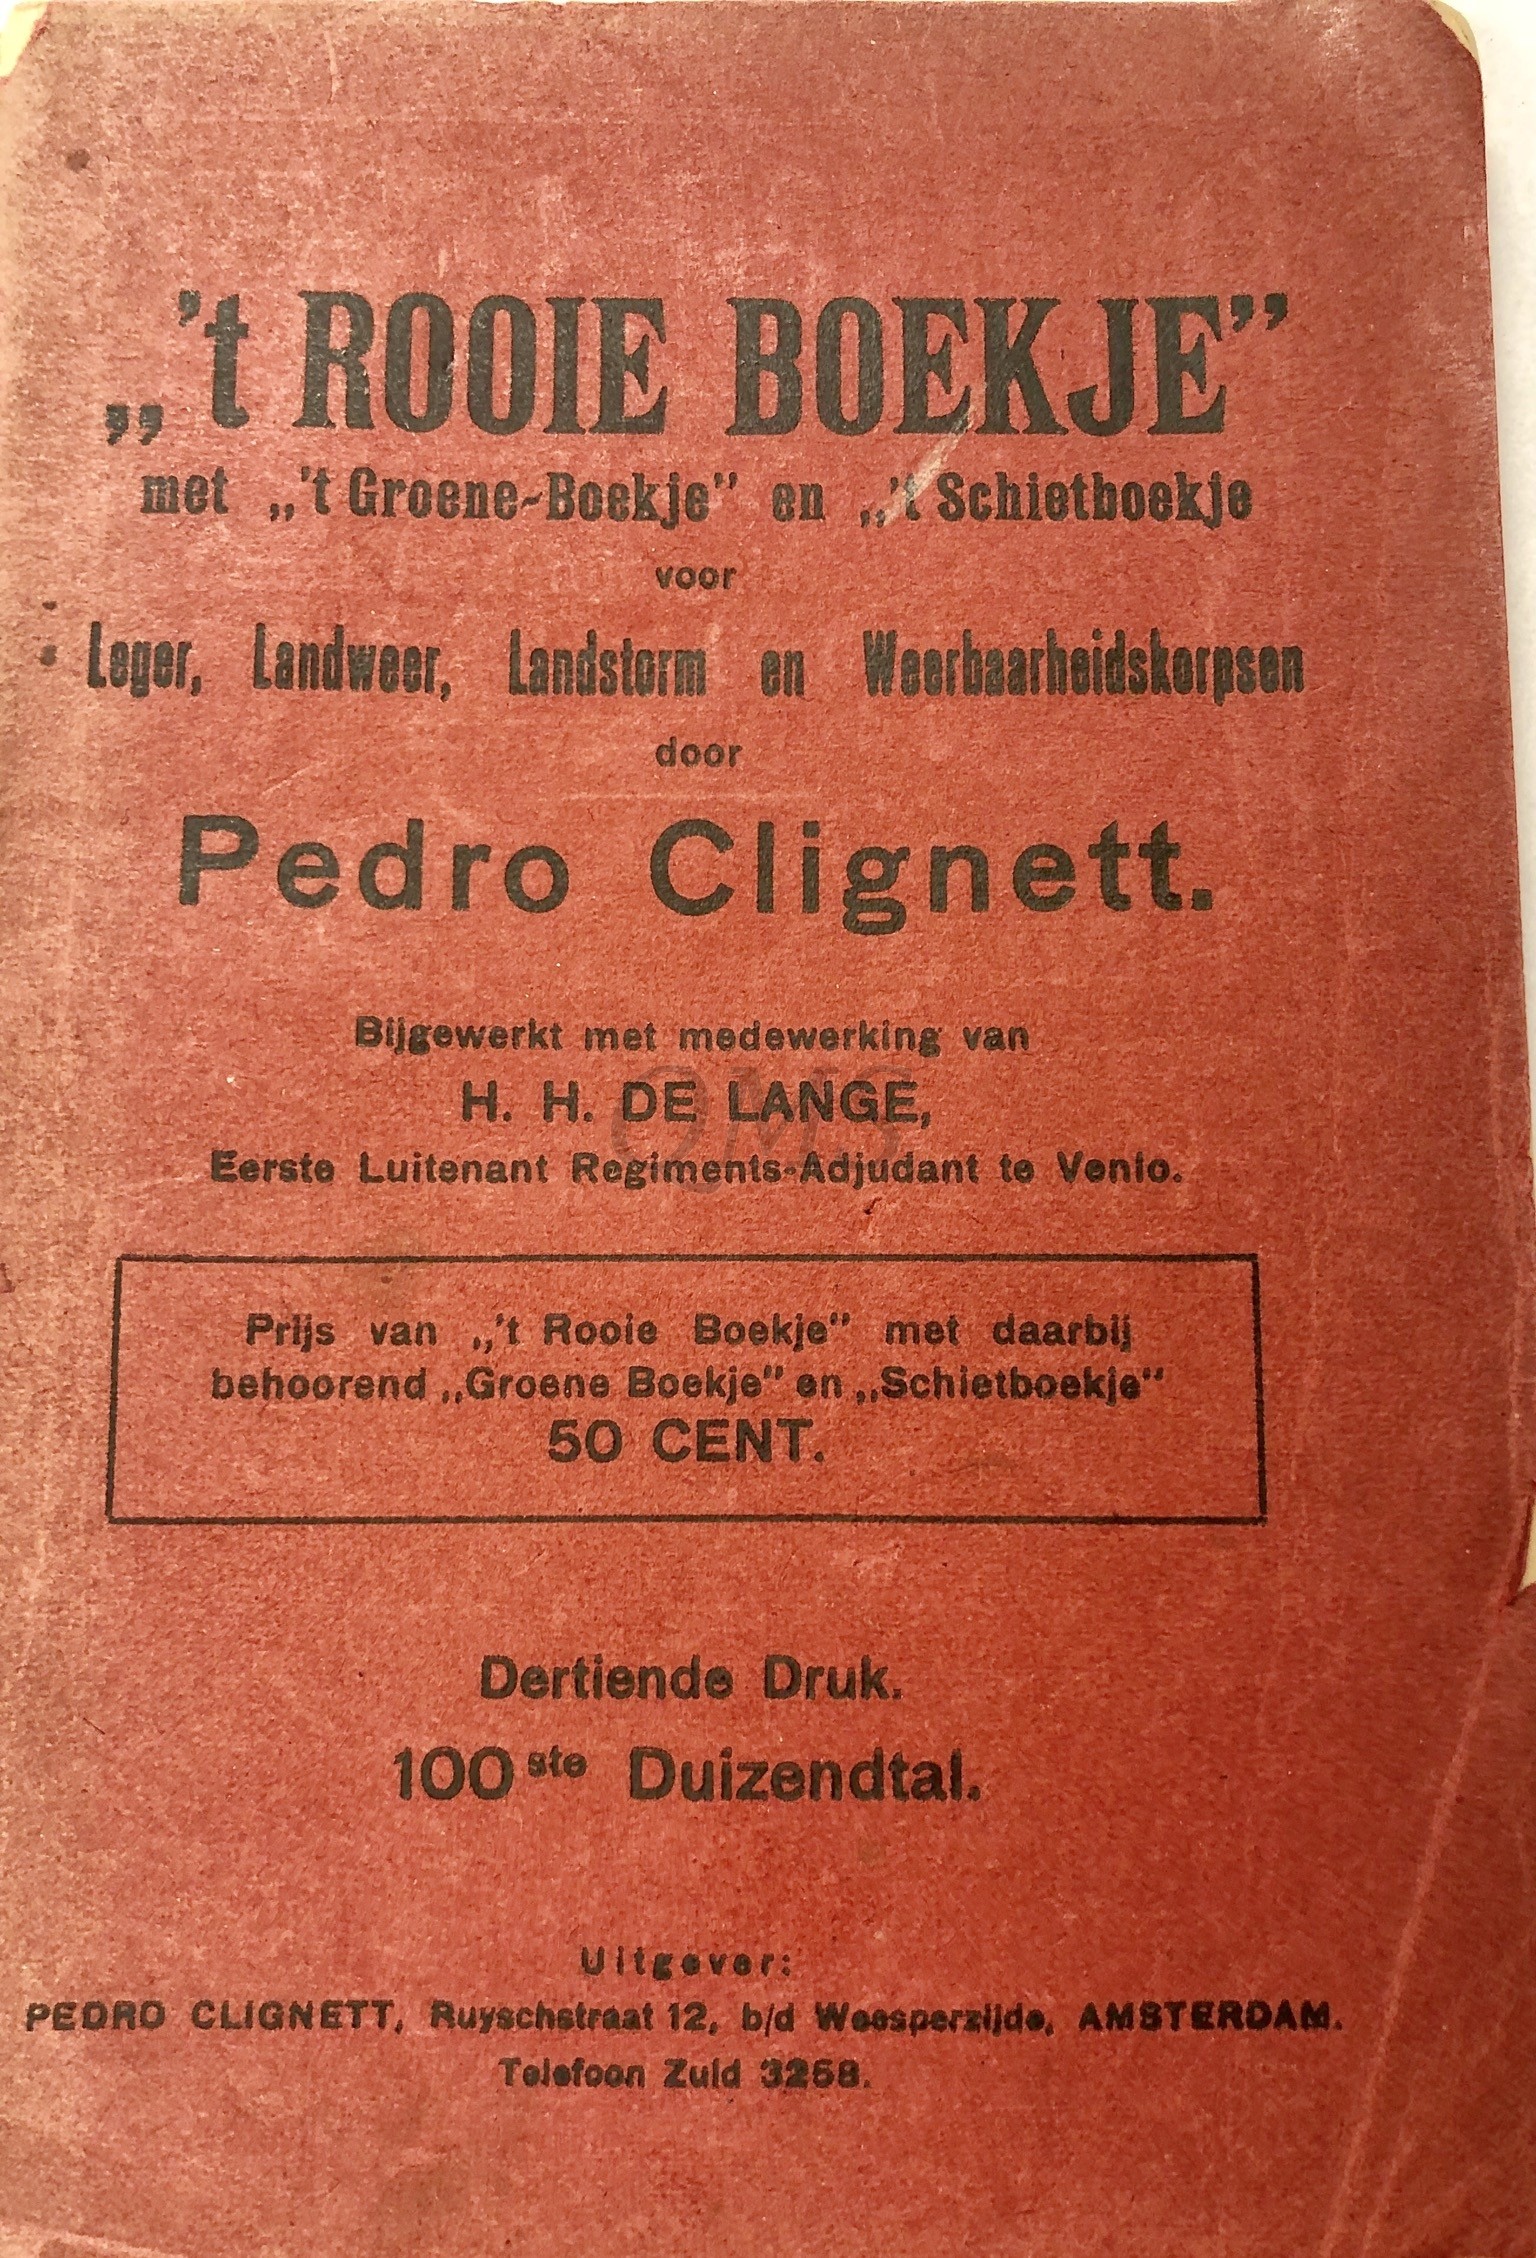 „'t ROOIE BOEKJE”
met „'t Groene-Boekje” en „'t Schietboekje
voor
Leger, Landweer, Landstorm en Weerbaarheidskorpsen
door
Pedro Clignett.
Bijgewerkt met medewerking van
H. H. DE LANGE,
QMS
Eerste Luitenant Regiments-Adjudant te Venlo.
Prijs van „'t Rooie Boekje” met daarbij
behoorend „Groene Boekje” en „Schietboekje”
50 CENT.
Dertiende Druk.
100ste Duizendtal.
Uitgever:
PEDRO CLIGNETT, Ruyschstraat 12, b/d Weesperzijde, AMSTERDAM.
Telefoon Zuid 3258.